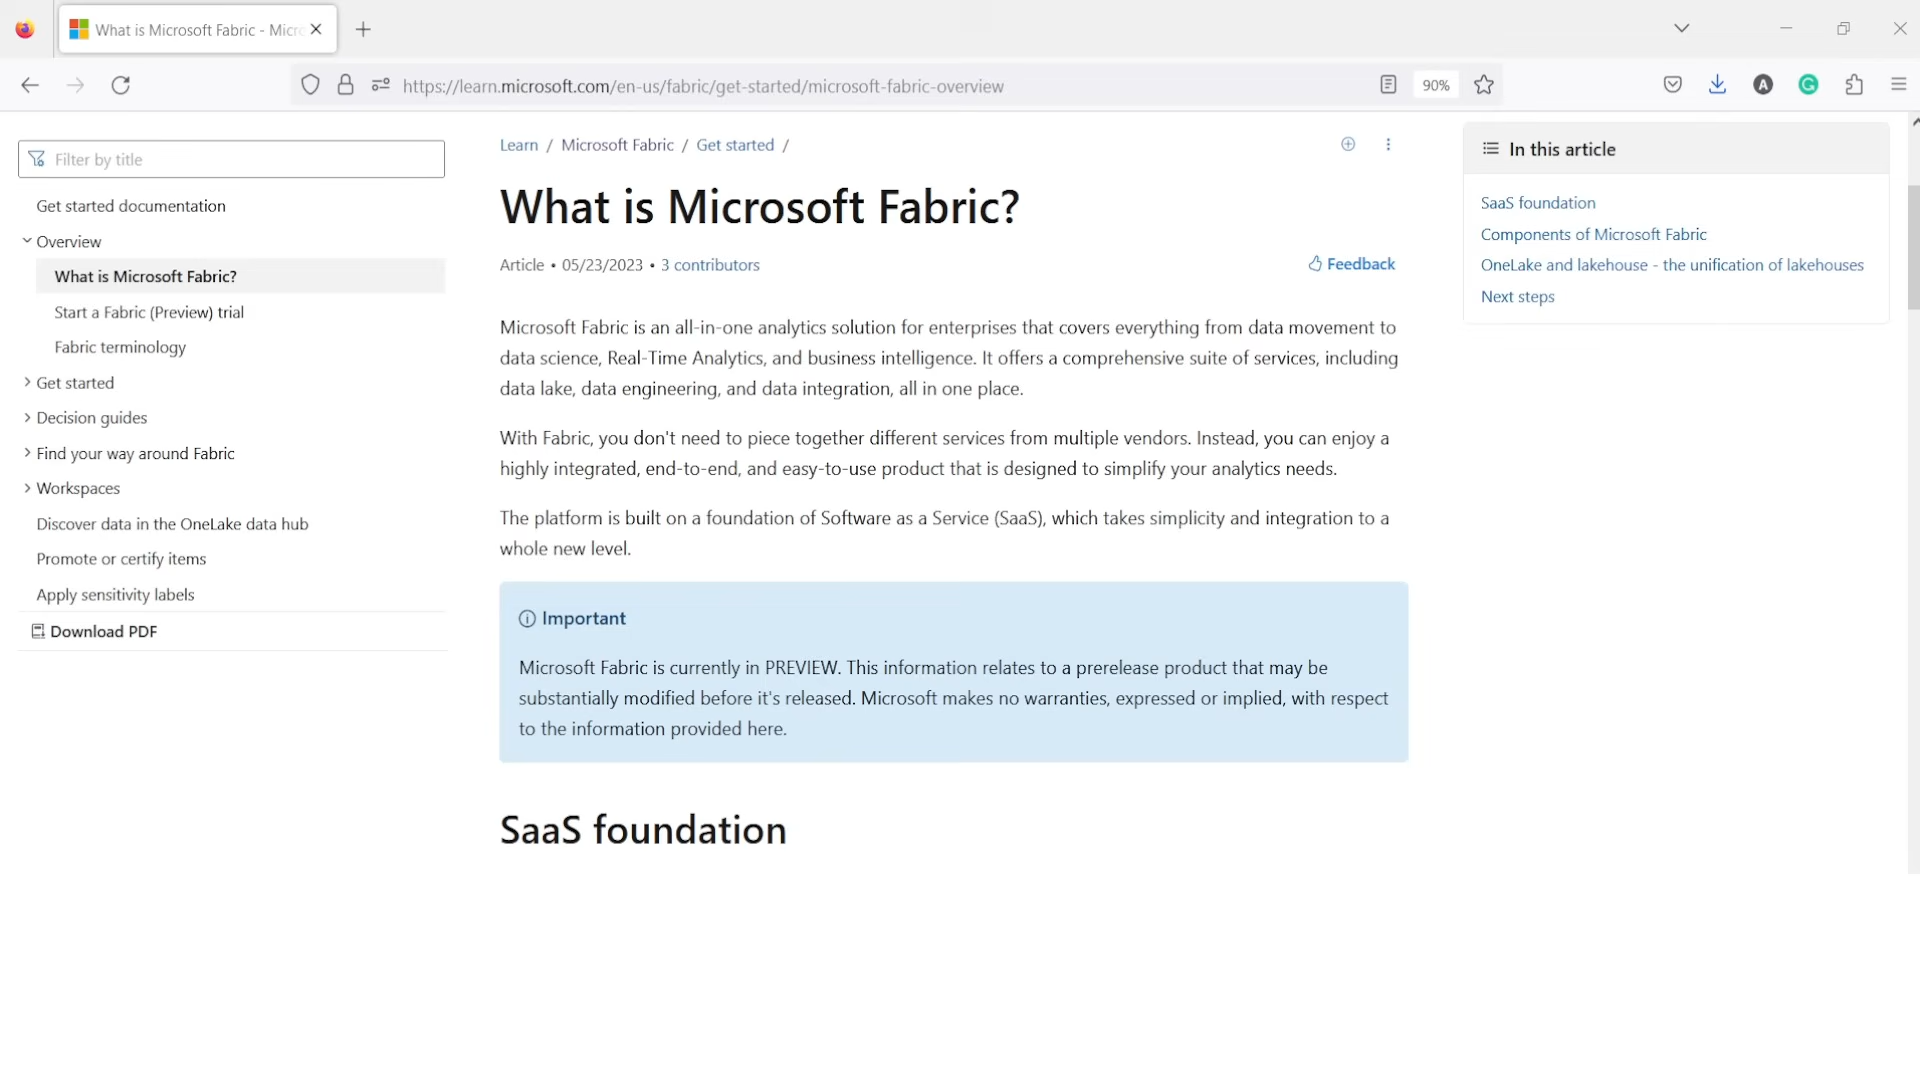 What is Microsoft Fabric - Micro
https://learn.microsoft.com/en-us/fabric/get-started/microsoft-fabric-overview
90%
A
G
Filter by title
Get started documentation
Overview
What is Microsoft Fabric?
Start a Fabric (Preview) trial
Fabric terminology
Get started
Decision guides
Find your way around Fabric
Workspaces
Discover data in the OneLake data hub
Promote or certify items
Apply sensitivity labels
Download PDF
Learn / Microsoft Fabric / Get started /
What is Microsoft Fabric?
Article • 05/23/2023 • 3 contributors
Feedback
Microsoft Fabric is an all-in-one analytics solution for enterprises that covers everything from data movement to
data science, Real-Time Analytics, and business intelligence. It offers a comprehensive suite of services, including
data lake, data engineering, and data integration, all in one place.
With Fabric, you don't need to piece together different services from multiple vendors. Instead, you can enjoy a
highly integrated, end-to-end, and easy-to-use product that is designed to simplify your analytics needs.
The platform is built on a foundation of Software as a Service (SaaS), which takes simplicity and integration to a
whole new level.
Important
Microsoft Fabric is currently in PREVIEW. This information relates to a prerelease product that may be
substantially modified before it's released. Microsoft makes no warranties, expressed or implied, with respect
to the information provided here.
SaaS foundation
In this article
SaaS foundation
Components of Microsoft Fabric
OneLake and lakehouse - the unification of lakehouses
Next steps